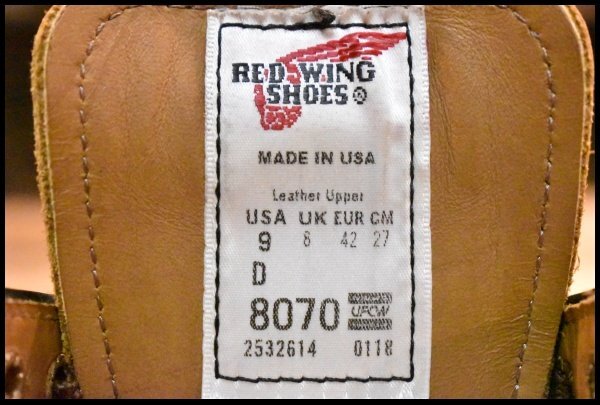 RED WING
SHOES®
MADE IN USA
Leather Upper
USA UK EUR CM
9 8 42 27
D
8070 UFCW
2532614 0118